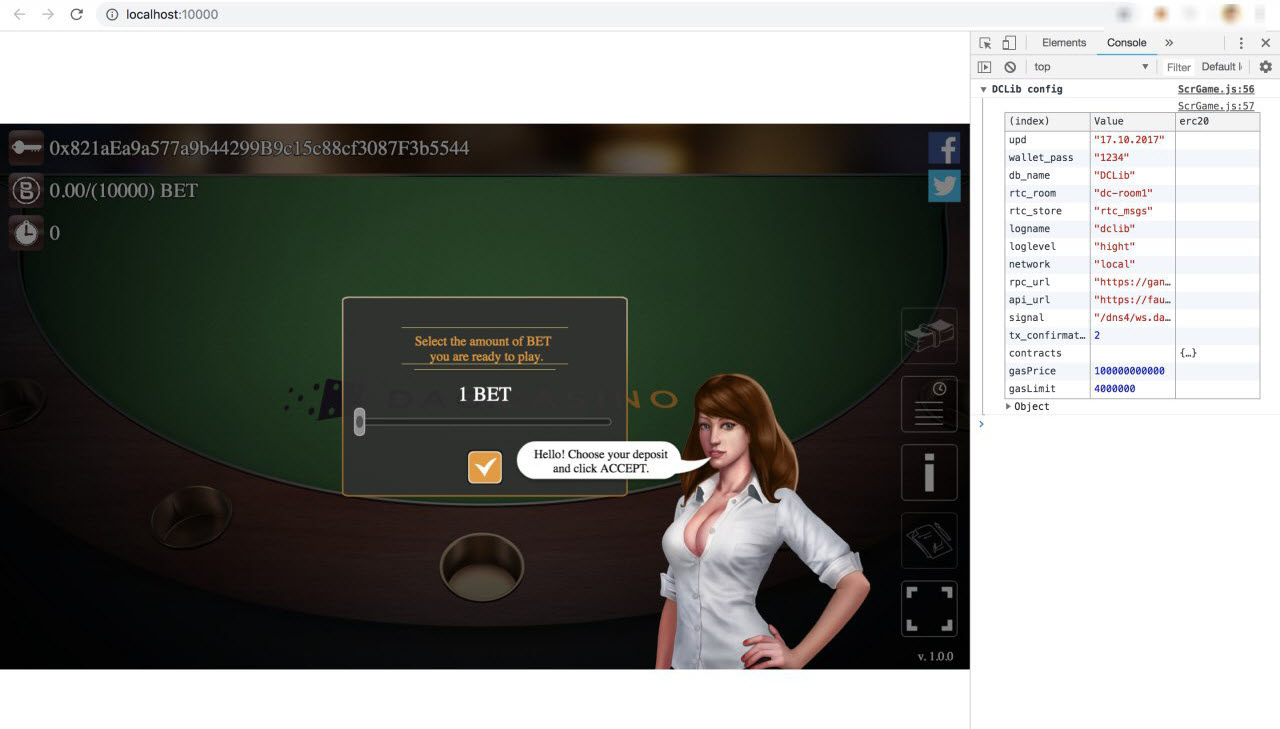 localhost:10000
Elements
Console
»
top
Filter
DCLib config
ScrGame.js:56
ScrGame.js:57
(index) Value erc20
upd "17.10.2017"
wallet_pass "1234"
db_name "DCLib"
rtc_room "dc-room1"
rtc_store "rtc_msgs"
logname "dclib"
loglevel "hight"
network "local"
rpc_url "https://gan…
api_url "https://fau…
signal "/dns4/ws.da…
tx_confirmat… 2
contracts {…}
gasPrice 100000000000
gasLimit 4000000
Object
0x821aEa9a577a9b44299B9c15c88cf3087F3b5544
0.00/(10000) BET
0
Select the amount of BET
you are ready to play.
1 BET
Hello! Choose your deposit
and click ACCEPT.
v. 1.0.0